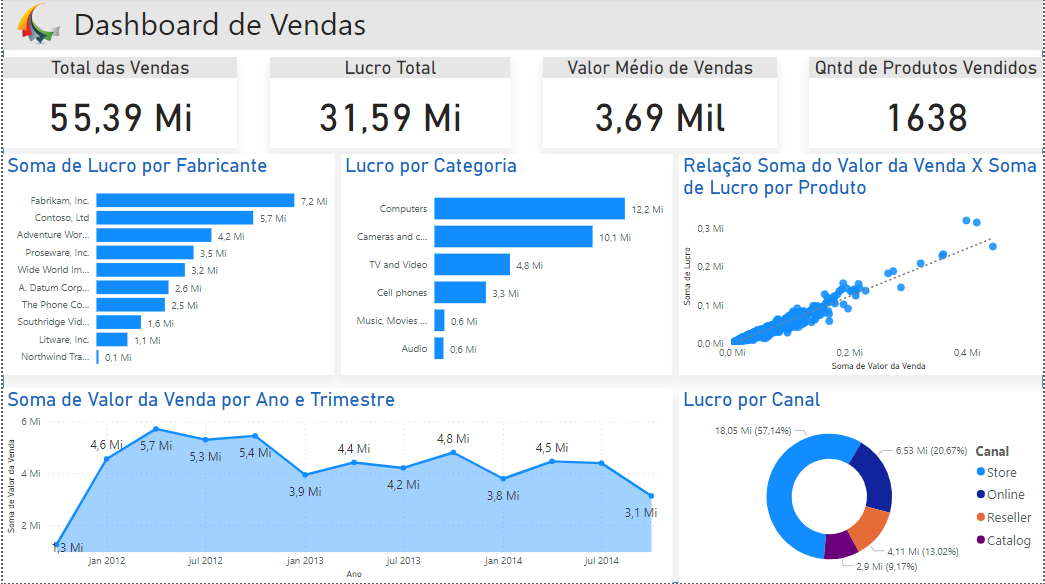 Dashboard de Vendas
Total das Vendas
55,39 Mi
Lucro Total
31,59 Mi
Valor Médio de Vendas
3,69 Mil
Qntd de Produtos Vendidos
1638
Soma de Lucro por Fabricante
Fabrikam, Inc. 7,2 Mi
Contoso, Ltd 5,7 Mi
Adventure Wor... 4,2 Mi
Proseware, Inc. 3,5 Mi
Wide World Im... 3,2 Mi
A. Datum Corp... 2,6 Mi
The Phone Co... 2,5 Mi
Southridge Vid... 1,6 Mi
Litware, Inc. 1,1 Mi
Northwind Tra... 0,1 Mi
Lucro por Categoria
Computers 12,2 Mi
Cameras and c... 10,1 Mi
TV and Video 4,8 Mi
Cell phones 3,3 Mi
Music, Movies ... 0,6 Mi
Audio 0,6 Mi
Relação Soma do Valor da Venda X Soma
de Lucro por Produto
Soma de Lucro
0,3 Mi
0,2 Mi
0,1 Mi
0,0 Mi
0,0 Mi 0,2 Mi 0,4 Mi
Soma de Valor da Venda
Soma de Valor da Venda por Ano e Trimestre
Soma de Valor da Venda
6 Mi
4 Mi
2 Mi
1,3 Mi
4,6 Mi
5,7 Mi
5,3 Mi
5,4 Mi
3,9 Mi
4,4 Mi
4,2 Mi
4,8 Mi
3,8 Mi
4,5 Mi
3,1 Mi
jan 2012 jul 2012 jan 2013 jul 2013 jan 2014 jul 2014
Ano
Lucro por Canal
18,05 Mi (57,14%)
6,53 Mi (20,67%)
4,11 Mi (13,02%)
2,9 Mi (9,17%)
Canal
Store
Online
Reseller
Catalog